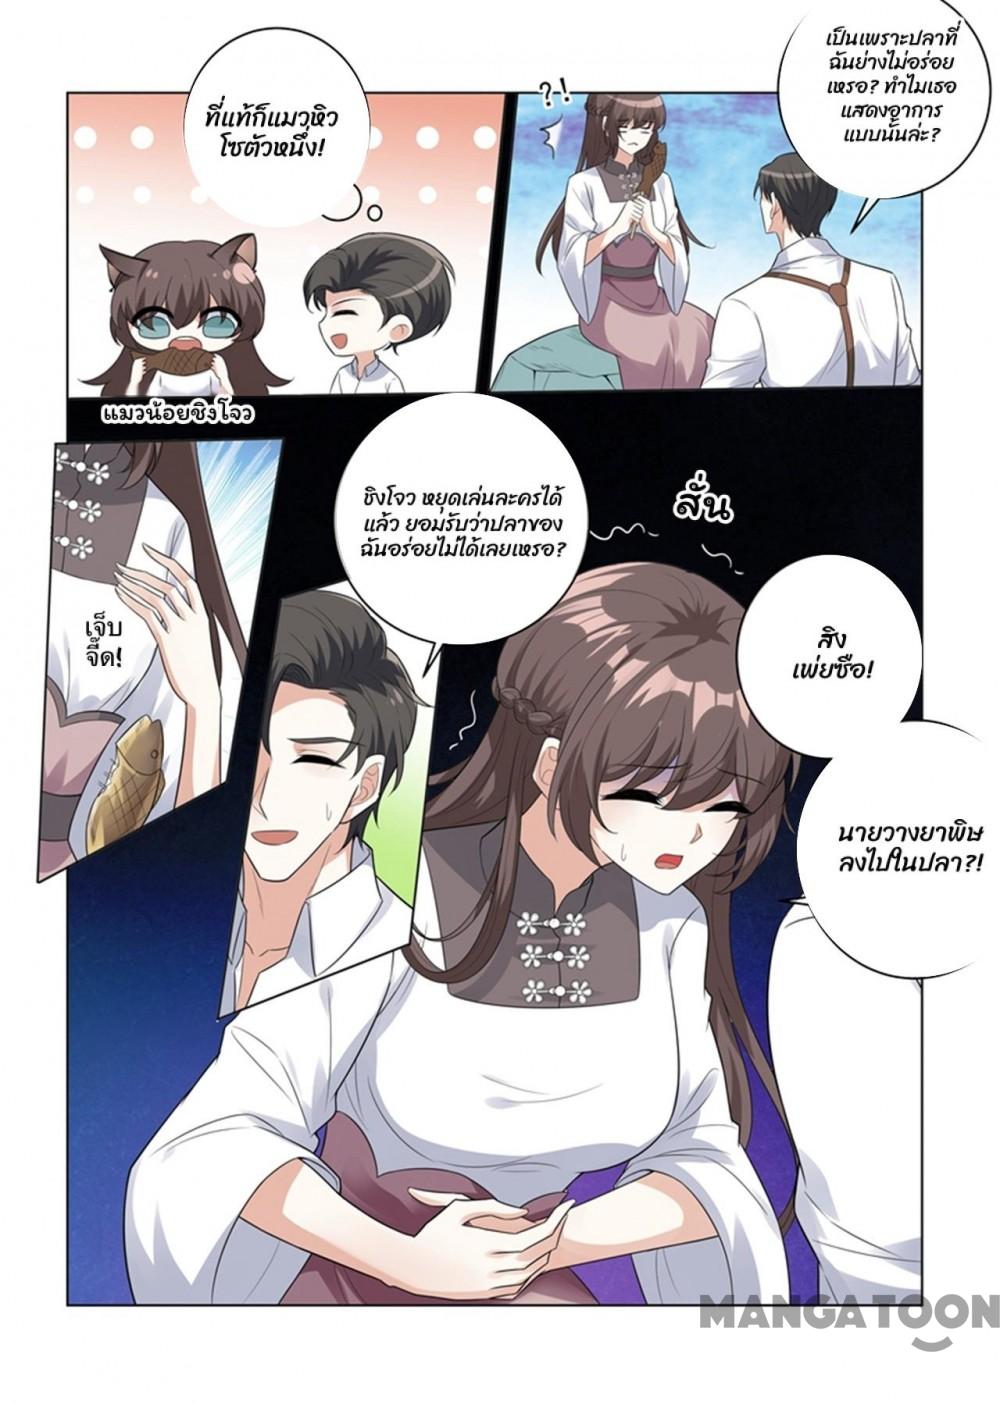 ที่แท้ก็แมวหิว
โซตัวหนึ่ง!
แมวน้อยชิงโจว
?!
เป็นเพราะปลาที่
ฉันย่างไม่อร่อย
เหรอ? ทำไมเธอ
แสดงอาการ
แบบนั้นล่ะ?
เจ็บ
จี๊ด!
ชิงโจว หยุดเล่นละครได้
แล้ว ยอมรับว่าปลาของ
ฉันอร่อยไม่ได้เลยเหรอ?
สั่น
สิง
เพ่ยซือ!
นายวางยาพิษ
ลงไปในปลา?!
MANGATOON